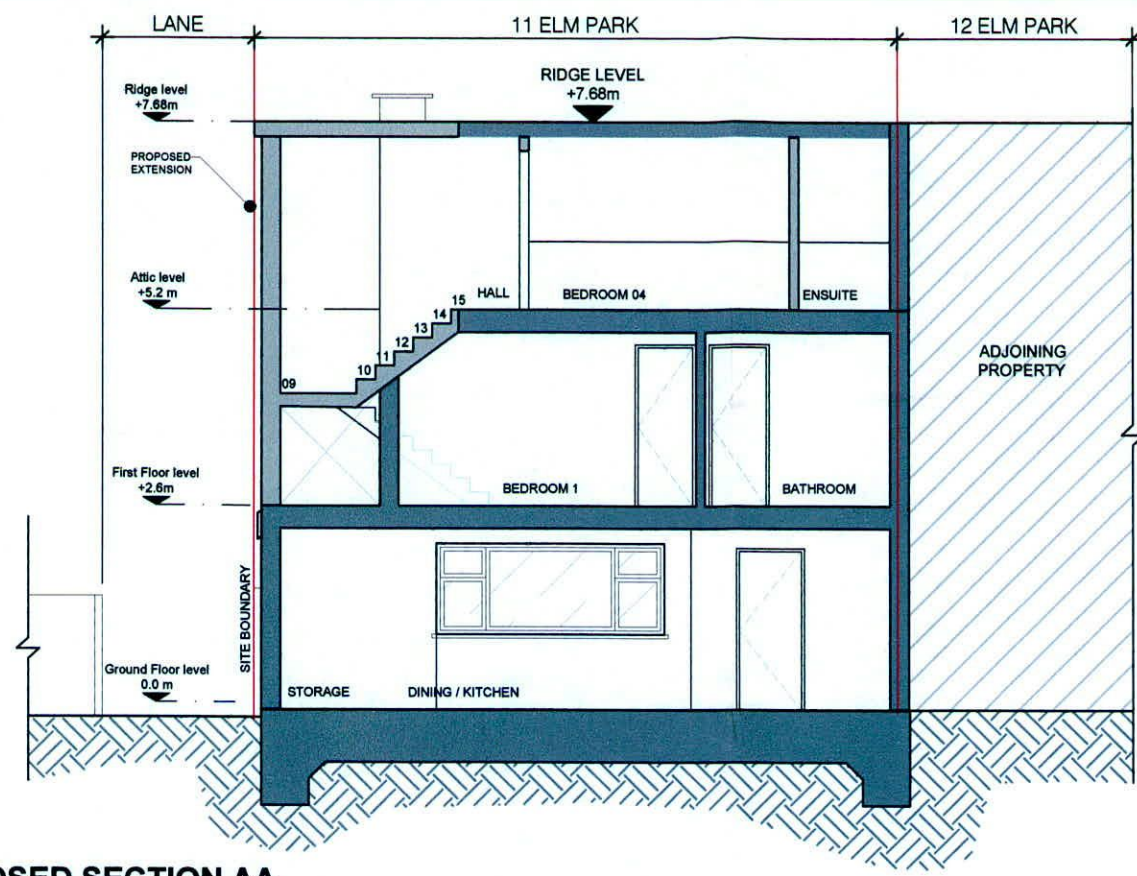 LANE
11 ELM PARK
12 ELM PARK
Ridge level
+7.68m
RIDGE LEVEL
+7.68m
PROPOSED
EXTENSION
Attic level
+5.2 m
HALL
BEDROOM 04
ENSUITE
15
14
13
12
11
10
09
ADJOINING
PROPERTY
First Floor level
+2.6m
BEDROOM 1
BATHROOM
SITE BOUNDARY
Ground Floor level
0.0 m
STORAGE
DINING / KITCHEN
SECTION AA